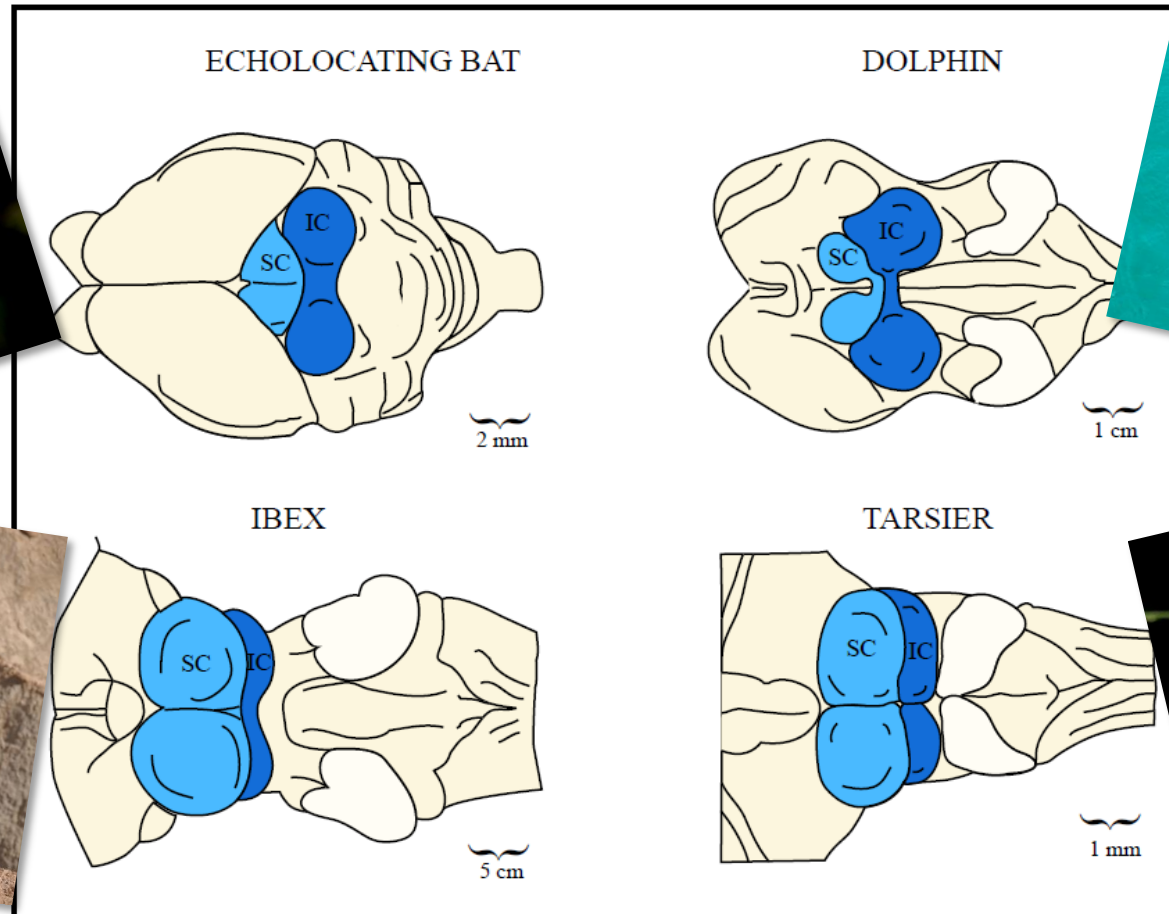 ECHOLOCATING BAT
IC
SC
2 mm
DOLPHIN
IC
SC
1 cm
IBEX
SC
IC
5 cm
TARSIER
SC
IC
1 mm